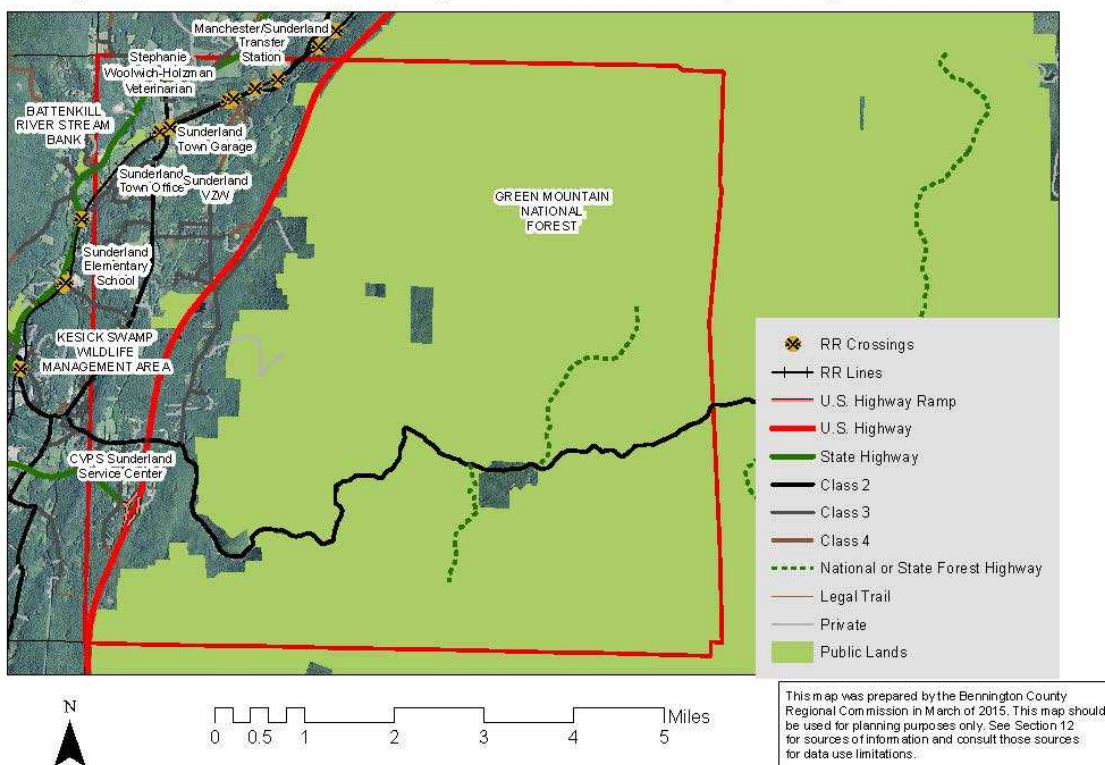 Manchester/Sunderland
Transfer
Station
Stephanie
Woolwich-Holzman
Veterinarian
BATTENKILL
RIVER STREAM
BANK
Sunderland
Town Garage
Sunderland
Town Office
Sunderland
VZW
GREEN MOUNTAIN
NATIONAL
FOREST
Sunderland
Elementary
School
KESICK SWAMP
WILDLIFE
MANAGEMENT AREA
CVPS Sunderland
Service Center
RR Crossings
RR Lines
U.S. Highway Ramp
U.S. Highway
State Highway
Class 2
Class 3
Class 4
National or State Forest Highway
Legal Trail
Private
Public Lands
N
Miles
0 0.5 1 2 3 4 5
This map was prepared by the Bennington County
Regional Commission in March of 2015. This map should
be used for planning purposes only. See Section 12
for sources of information and consult those sources
for data use limitations.